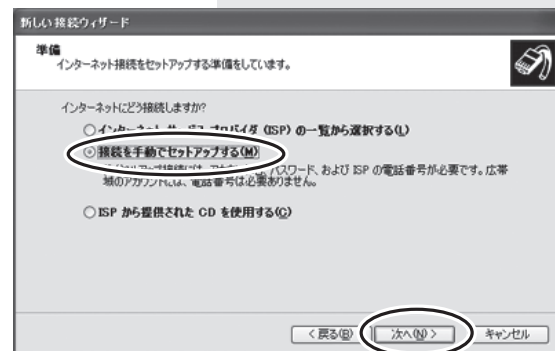 新しい接続ウィザード
準備
インターネット接続をセットアップする準備をしています。
インターネットにどう接続しますか?
インターネット サービス プロバイダ (ISP) の一覧から選択する(L)
接続を手動でセットアップする(M)
パスワード、および ISP の電話番号が必要です。広帯
域のアカウントには、電話番号は必要ありません。
ISP から提供された CD を使用する(C)
< 戻る(B)
次へ(N) >
キャンセル